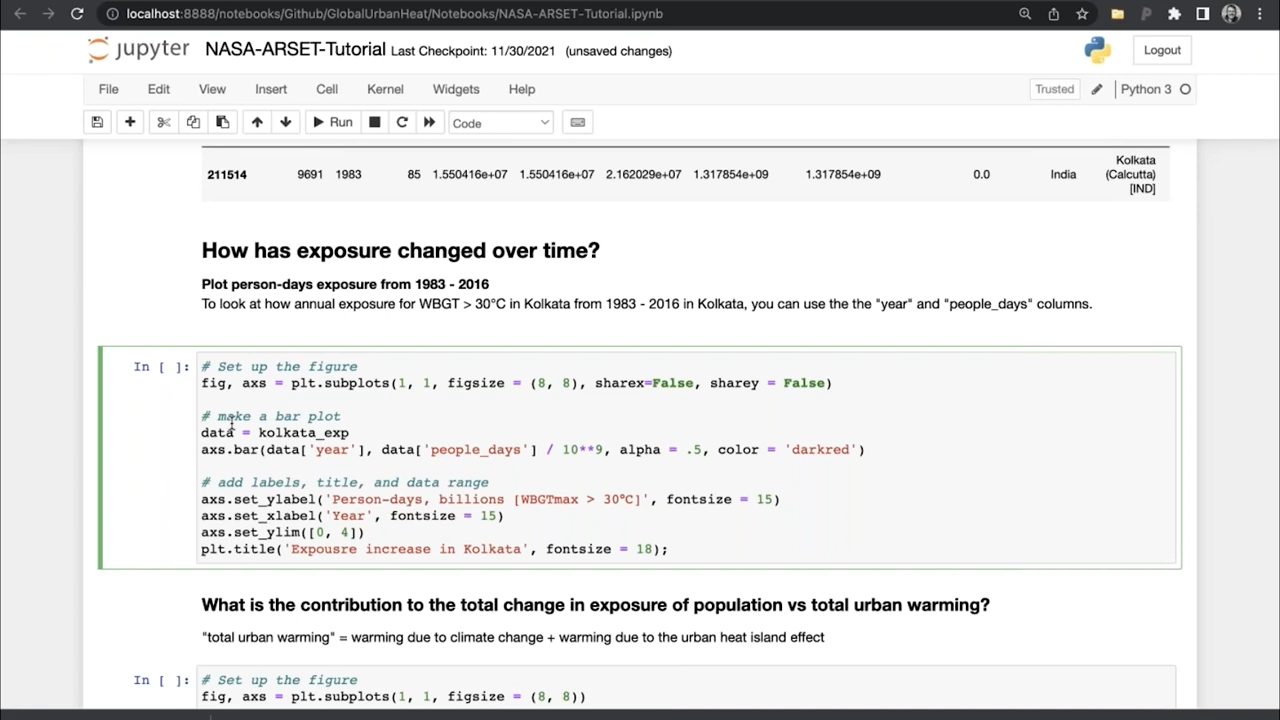 localhost:8888/notebooks/Github/GlobalUrbanHeat/Notebooks/NASA-ARSET-Tutorial.ipynb
jupyter NASA-ARSET-Tutorial Last Checkpoint: 11/30/2021 (unsaved changes) Logout
File Edit View Insert Cell Kernel Widgets Help Trusted Python 3
Run Code
211514 9691 1983 85 1.550416e+07 1.550416e+07 2.162029e+07 1.317854e+09 1.317854e+09 0.0 India Kolkata
(Calcutta)
[IND]
How has exposure changed over time?
Plot person-days exposure from 1983 - 2016
To look at how annual exposure for WBGT > 30°C in Kolkata from 1983 - 2016 in Kolkata, you can use the the "year" and "people_days" columns.
In [ ]: # Set up the figure
fig, axs = plt.subplots(1, 1, figsize = (8, 8), sharex=False, sharey = False)
# make a bar plot
data = kolkata_exp
axs.bar(data['year'], data['people_days'] / 10**9, alpha = .5, color = 'darkred')
# add labels, title, and data range
axs.set_ylabel('Person-days, billions [WBGTmax > 30°C]', fontsize = 15)
axs.set_xlabel('Year', fontsize = 15)
axs.set_ylim([0, 4])
plt.title('Expousre increase in Kolkata', fontsize = 18);
What is the contribution to the total change in exposure of population vs total urban warming?
"total urban warming" = warming due to climate change + warming due to the urban heat island effect
In [ ]: # Set up the figure
fig, axs = plt.subplots(1, 1, figsize = (8, 8))